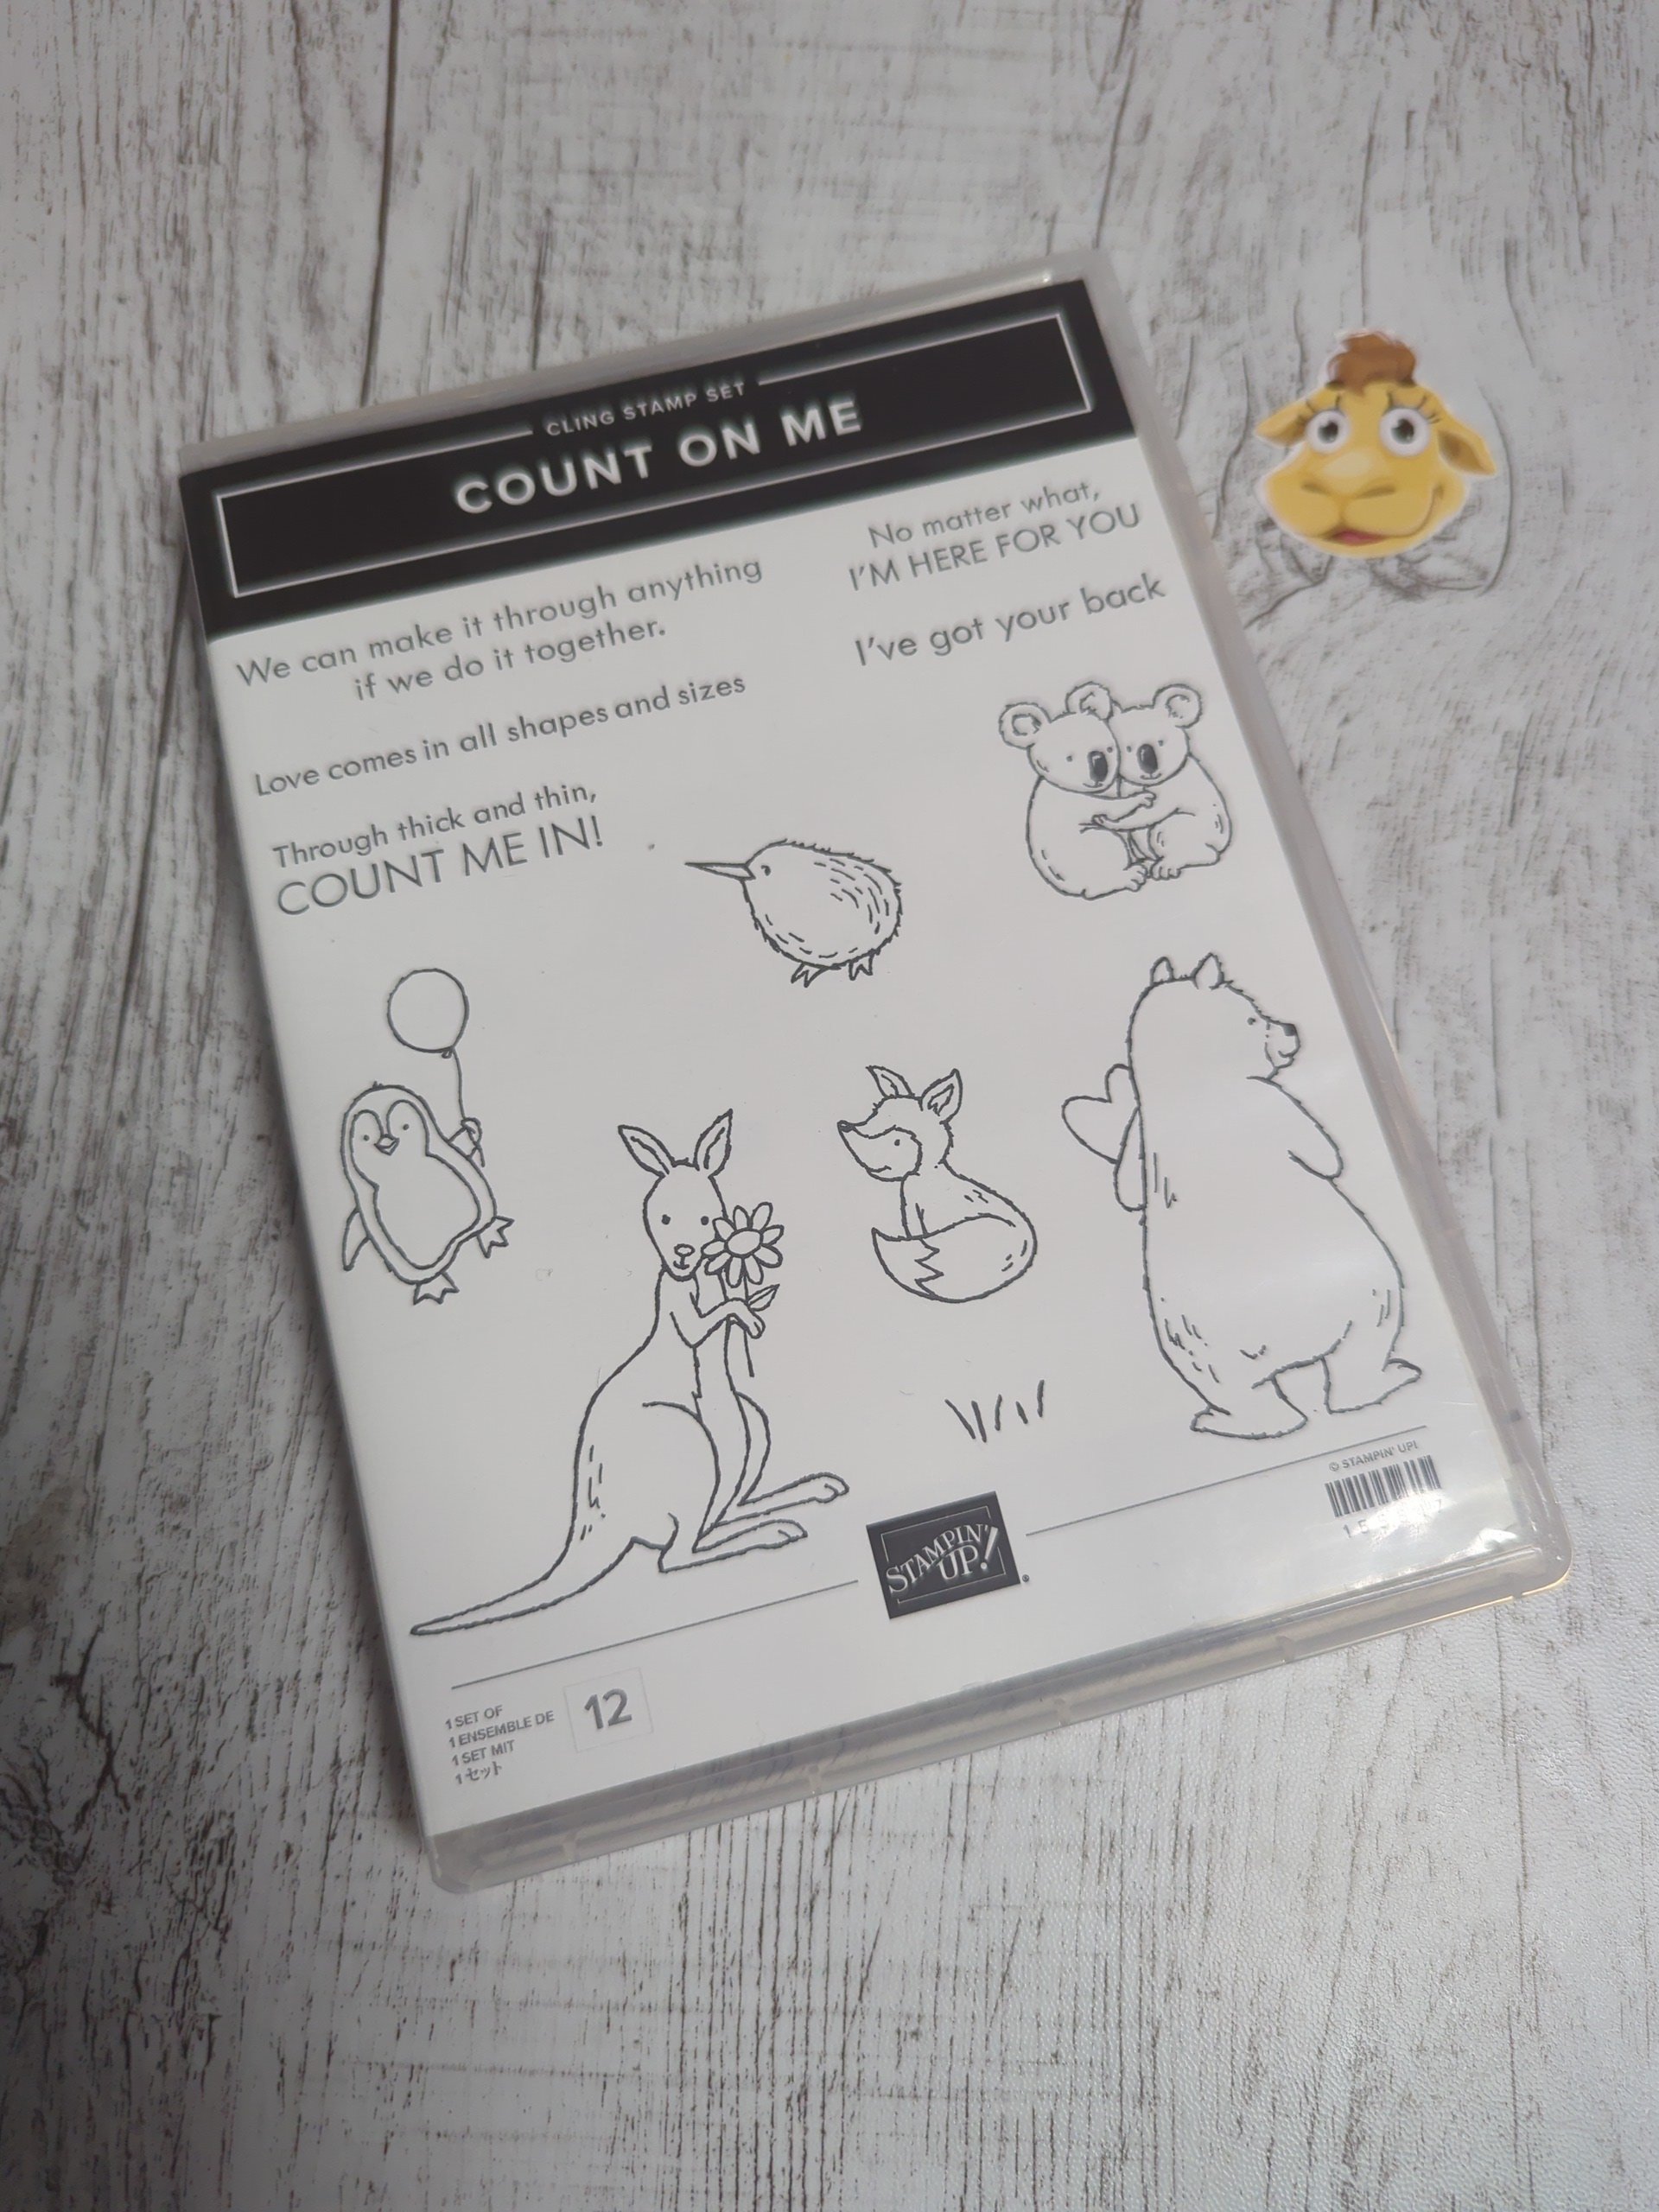 CLING STAMP SET
COUNT ON ME
We can make it through anything
if we do it together.
Love comes in all shapes and sizes
Through thick and thin,
COUNT ME IN!
No matter what,
I'M HERE FOR YOU
I've got your back
© STAMPIN' UP!
STAMPIN'
UP!
1 SET OF
1 ENSEMBLE DE
1 SET MIT
1セット
12